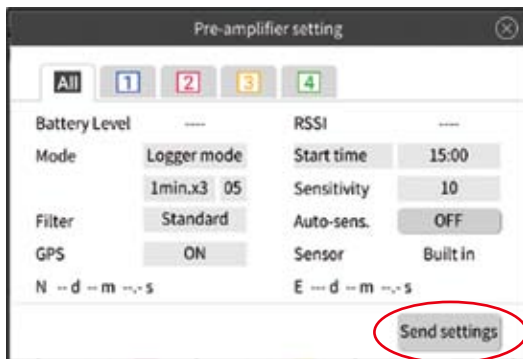 Pre-amplifier setting
All 1 2 3 4
Battery Level ---- RSSI ----
Mode Logger mode Start time 15:00
1min.x3 05 Sensitivity 10
Filter Standard Auto-sens. OFF
GPS ON Sensor Built in
N -- d -- m --.- s E --- d -- m --.- s
Send settings